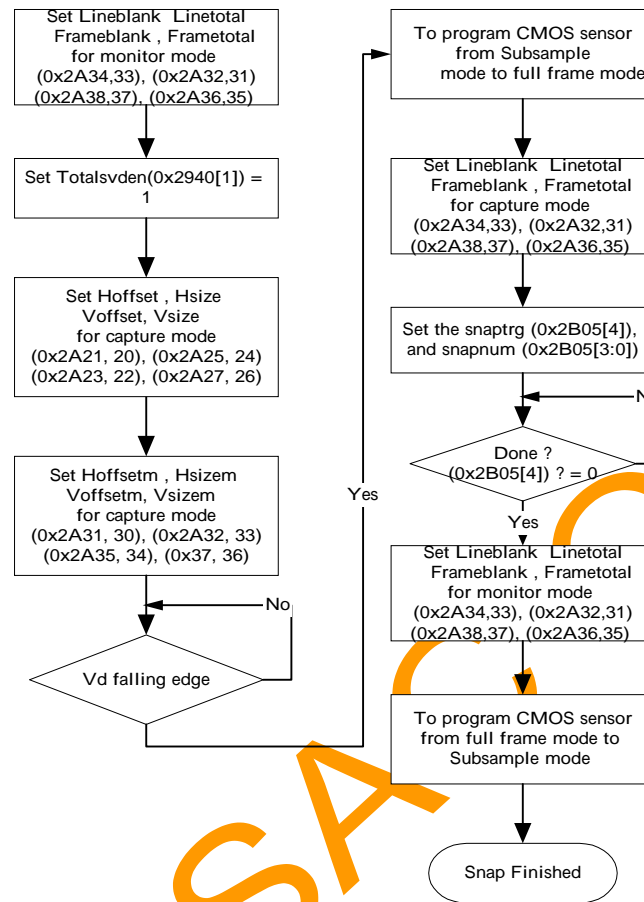 Set Lineblank Linetotal
Frameblank , Frametotal
for monitor mode
(0x2A34,33), (0x2A32,31)
(0x2A38,37), (0x2A36,35)
Set Totalsvden(0x2940[1]) =
1
Set Hoffset , Hsize
Voffset, Vsize
for capture mode
(0x2A21, 20), (0x2A25, 24)
(0x2A23, 22), (0x2A27, 26)
Set Hoffsetm , Hsizem
Voffsetm, Vsizem
for capture mode
(0x2A31, 30), (0x2A32, 33)
(0x2A35, 34), (0x37, 36)
No
Vd falling edge
Yes
To program CMOS sensor
from Subsample
mode to full frame mode
Set Lineblank Linetotal
Frameblank , Frametotal
for capture mode
(0x2A34,33), (0x2A32,31)
(0x2A38,37), (0x2A36,35)
Set the snaptrg (0x2B05[4]),
and snapnum (0x2B05[3:0])
Done ?
(0x2B05[4]) ? = 0
Yes
Set Lineblank Linetotal
Frameblank , Frametotal
for monitor mode
(0x2A34,33), (0x2A32,31)
(0x2A38,37), (0x2A36,35)
To program CMOS sensor
from full frame mode to
Subsample mode
Snap Finished